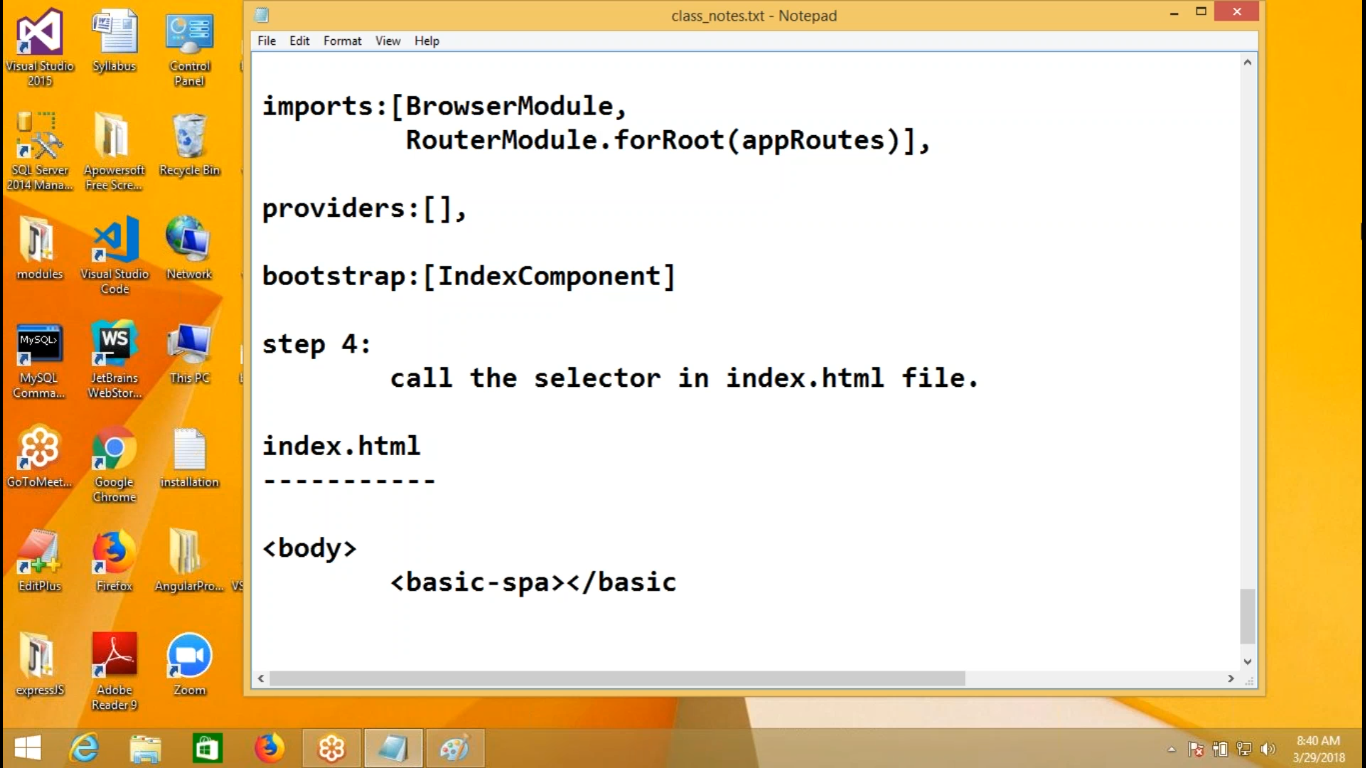 class_notes.txt - Notepad
File Edit Format View Help
imports:[BrowserModule,
RouterModule.forRoot(appRoutes)],
providers:[],
bootstrap:[IndexComponent]
step 4:
call the selector in index.html file.
index.html
-----------
<body>
<basic-spa></basic
Visual Studio
2015
Syllabus
Control
Panel
SQL Server
2014 Mana...
Apowersoft
Free Scre...
Recycle Bin
modules
Visual Studio
Code
Network
MySQL>
MySQL
Comma...
WS
JetBrains
WebStor...
This PC
GoToMeet...
Google
Chrome
installation
EditPlus
Firefox
AngularPro...
VS
expressJS
Adobe
Reader 9
Zoom
8:40 AM
3/29/2018